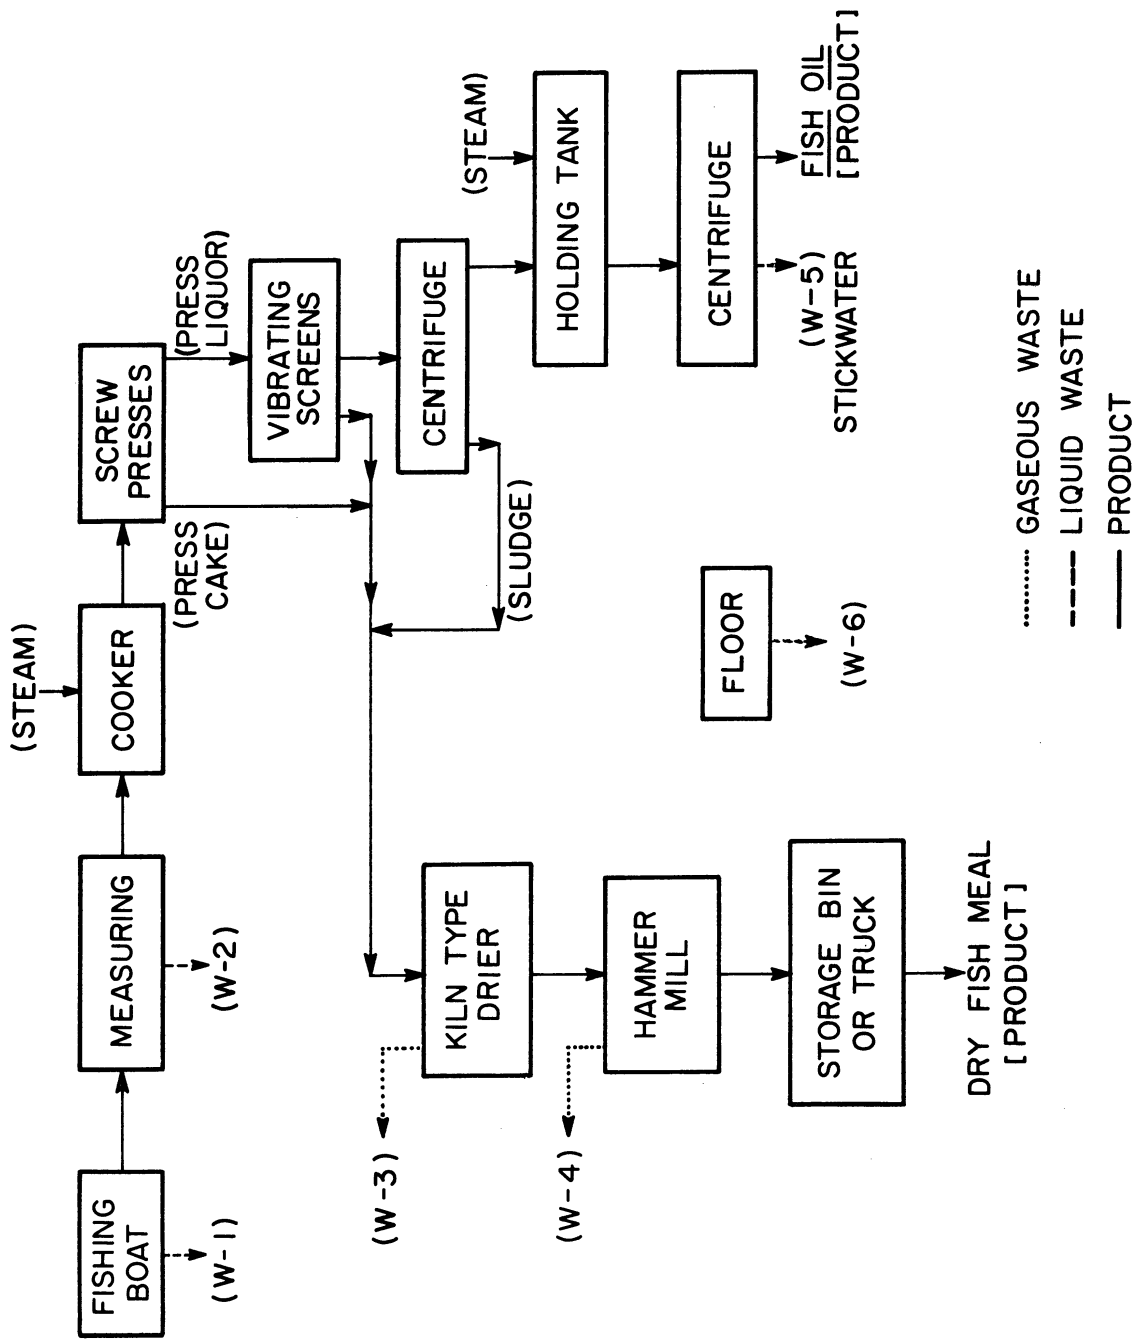 FISHING
BOAT
(W-1)
MEASURING
(W-2)
(STEAM)
COOKER
SCREW
PRESSES
(PRESS
CAKE)
(PRESS
LIQUOR)
VIBRATING
SCREENS
CENTRIFUGE
(SLUDGE)
(STEAM)
HOLDING TANK
CENTRIFUGE
(W-5)
STICKWATER
FISH OIL
[PRODUCT]
KILN TYPE
DRIER
(W-3)
HAMMER
MILL
(W-4)
STORAGE BIN
OR TRUCK
DRY FISH MEAL
[PRODUCT]
FLOOR
(W-6)
GASEOUS WASTE
LIQUID WASTE
PRODUCT